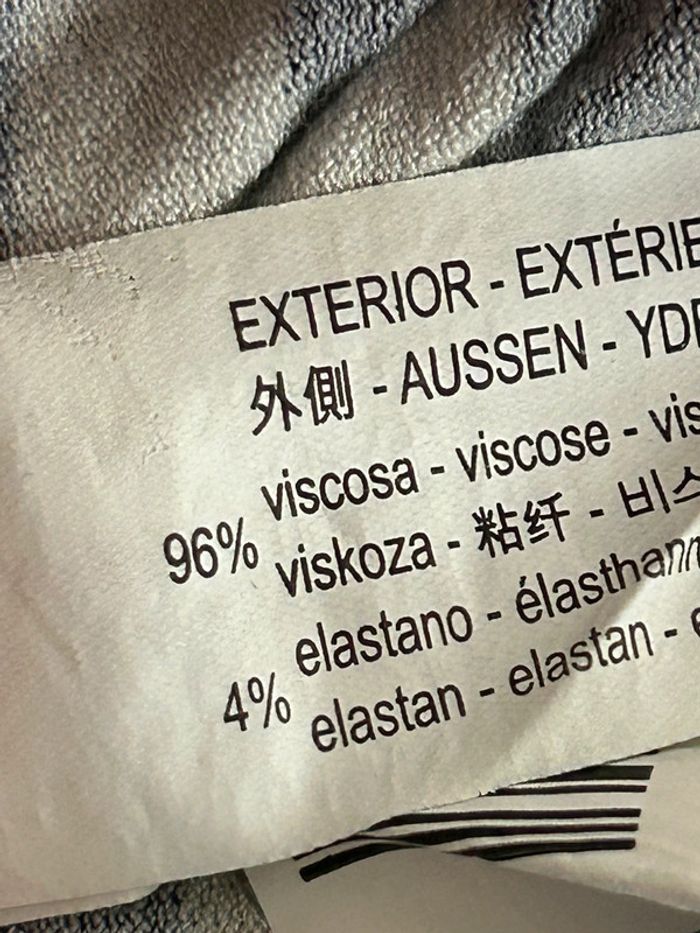 EXTERIOR - EXTÉRIE
外側 - AUSSEN - YD
viscosa - viscose - vis
96%
viskoza - 粘纤 - 비스
elastano - élasthann
4%
elastan - elastan -